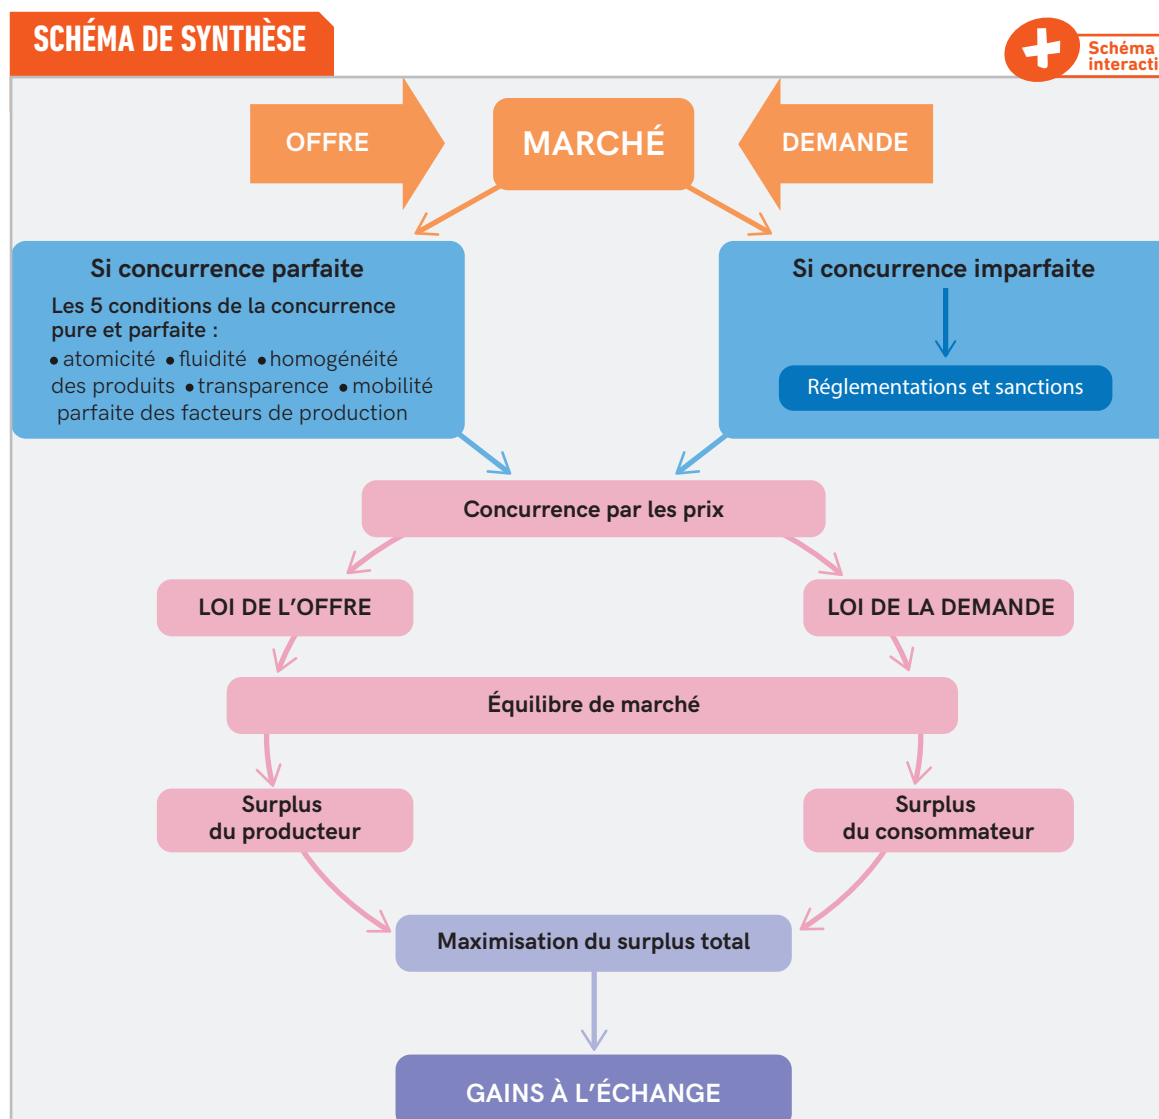 SCHÉMA DE SYNTHÈSE
Schéma
interacti
OFFRE
MARCHÉ
DEMANDE
Si concurrence parfaite
Les 5 conditions de la concurrence
pure et parfaite :
• atomicité • fluidité • homogénéité
des produits • transparence • mobilité
parfaite des facteurs de production
Si concurrence imparfaite
Réglementations et sanctions
Concurrence par les prix
LOI DE L’OFFRE
LOI DE LA DEMANDE
Équilibre de marché
Surplus
du producteur
Surplus
du consommateur
Maximisation du surplus total
GAINS À L’ÉCHANGE